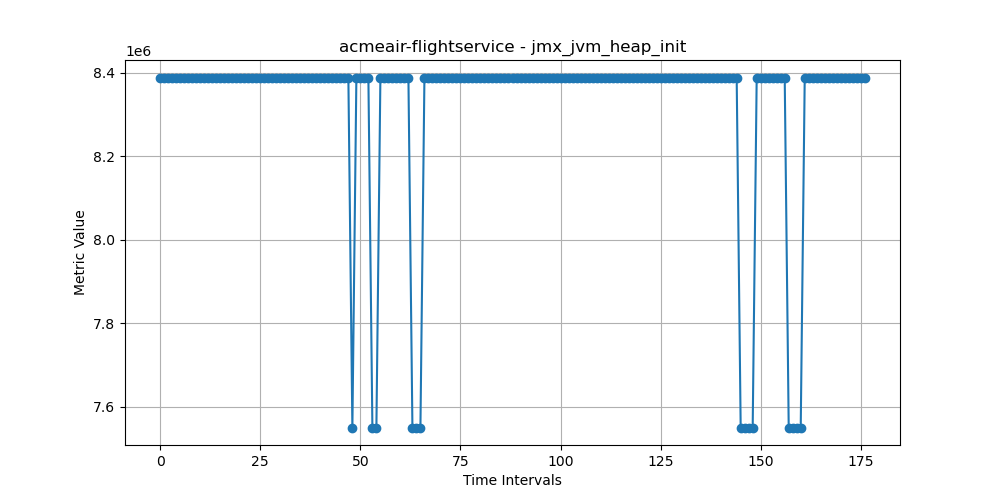 acmeair-flightservice - jmx_jvm_heap_init
1e6
8.4
8.2
8.0
7.8
7.6
Metric Value
0 25 50 75 100 125 150 175
Time Intervals